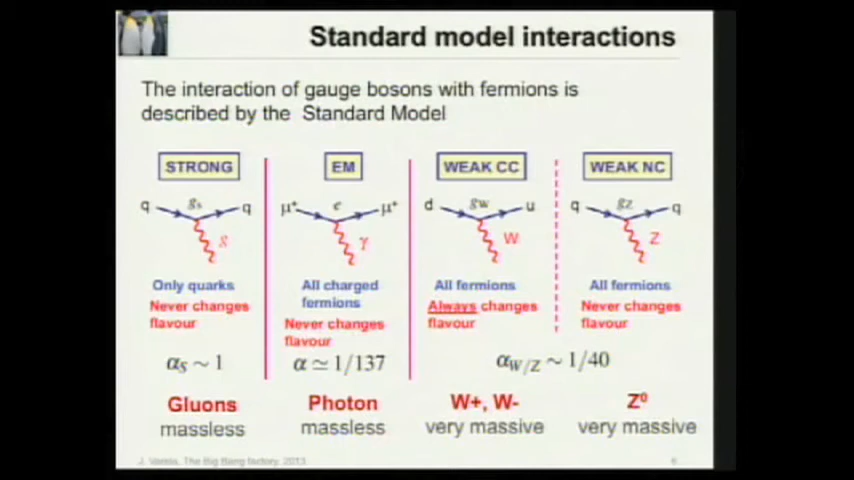 Standard model interactions
The interaction of gauge bosons with fermions is
described by the Standard Model
STRONG EM WEAK CC WEAK NC
q gs q μ+ e μ+ d gw u q gz q
g γ W Z
Only quarks All charged All fermions All fermions
fermions
Never changes Always changes Never changes
flavour flavour flavour
Never changes
flavour
αS ~ 1 α ≃ 1/137 αW/Z ~ 1/40
Gluons Photon W+, W- Z⁰
massless massless very massive very massive
J. Varela, The Big Bang factory, 2013 6